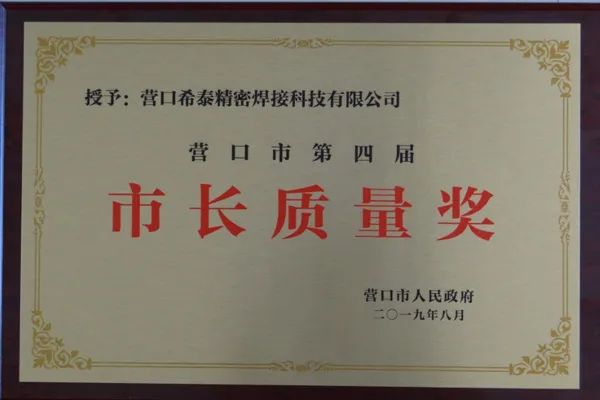 授予：营口希泰精密焊接科技有限公司
营口市第四届
市长质量奖
营口市人民政府
二〇一九年八月